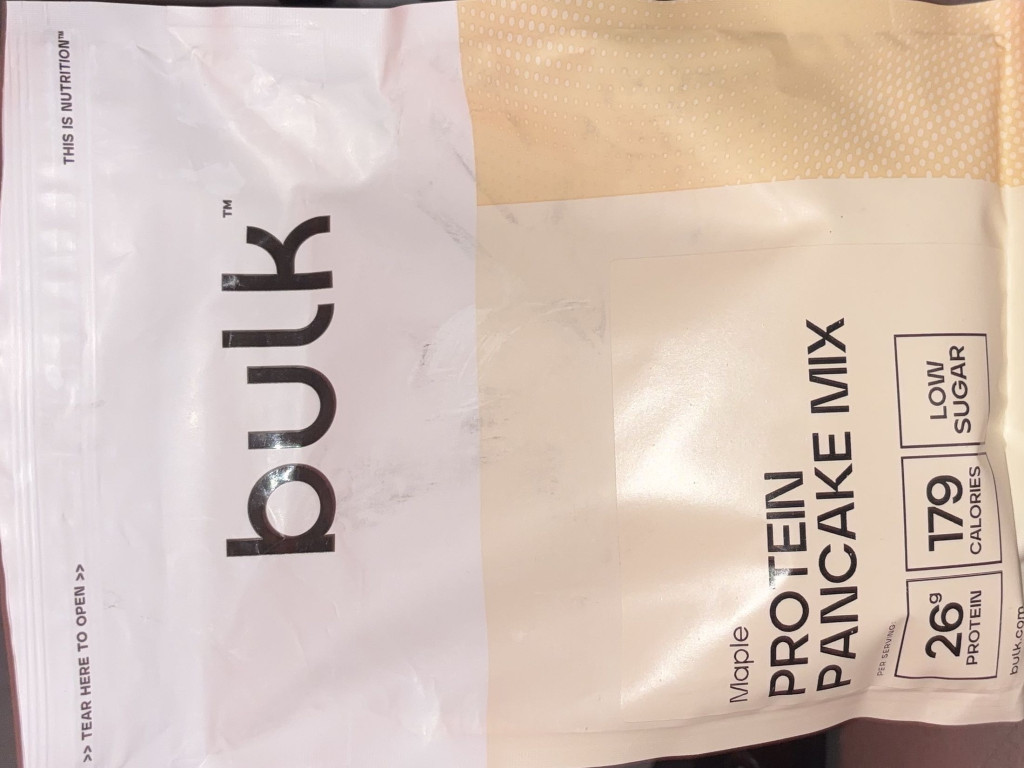 >> TEAR HERE TO OPEN >>
THIS IS NUTRITION™
bulk™
Maple
PROTEIN
PANCAKE MIX
PER SERVING:
26g
PROTEIN
179
CALORIES
LOW
SUGAR
bulk.com